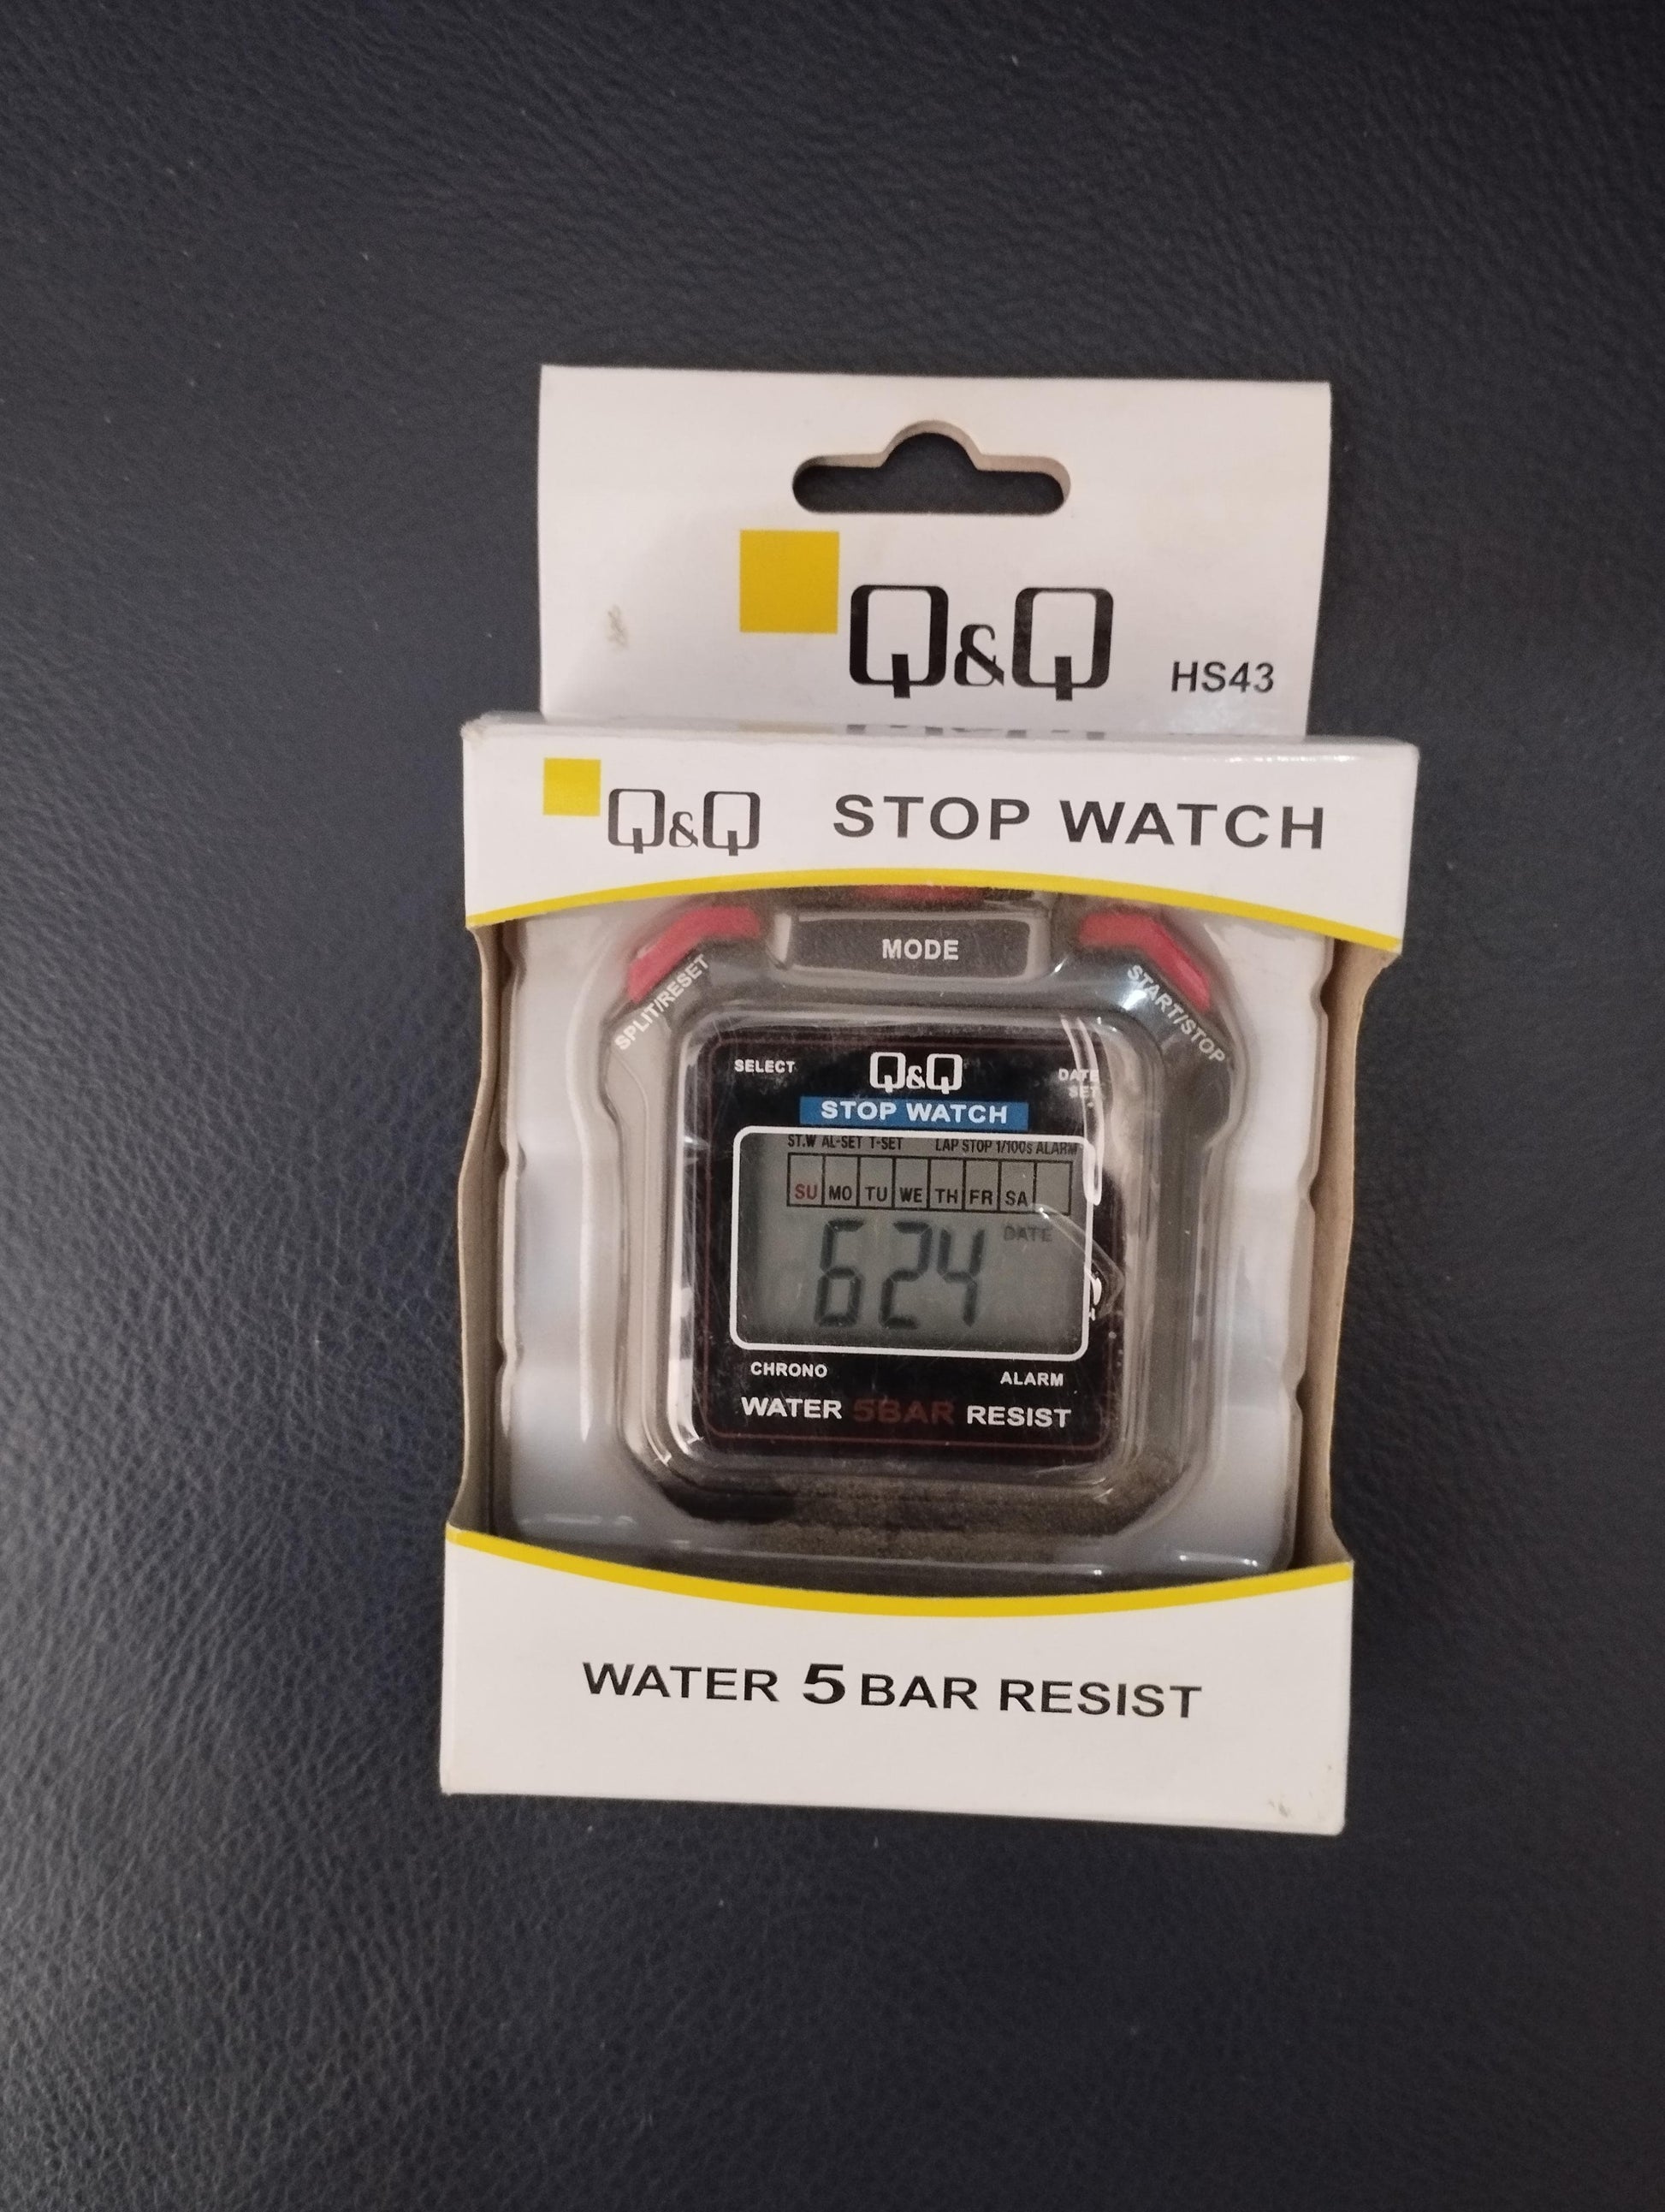 Q&Q
HS43
Q&Q STOP WATCH
MODE
SPLIT/RESET
START/STOP
SELECT
Q&Q
DATE
SET
STOP WATCH
ST.W AL-SET T-SET LAP STOP 1/100s ALARM
SU MO TU WE TH FR SA
DATE
624
CHRONO
ALARM
WATER 5BAR RESIST
WATER 5 BAR RESIST